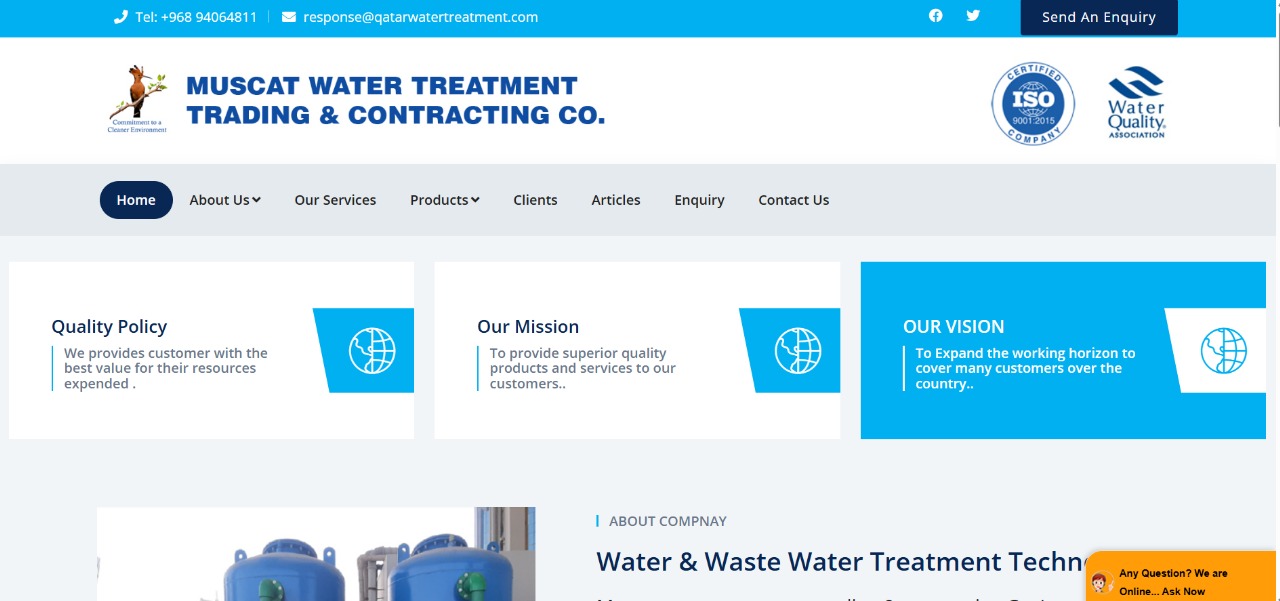 Tel: +968 94064811
response@qatarwatertreatment.com
Send An Enquiry
Commitment to a
Cleaner Environment
MUSCAT WATER TREATMENT
TRADING & CONTRACTING CO.
CERTIFIED
ISO
9001:2015
COMPANY
Water
Quality
ASSOCIATION
Home
About Us
Our Services
Products
Clients
Articles
Enquiry
Contact Us
Quality Policy
We provides customer with the
best value for their resources
expended .
Our Mission
To provide superior quality
products and services to our
customers..
OUR VISION
To Expand the working horizon to
cover many customers over the
country..
ABOUT COMPNAY
Water & Waste Water Treatment Techn
Any Question? We are
Online... Ask Now